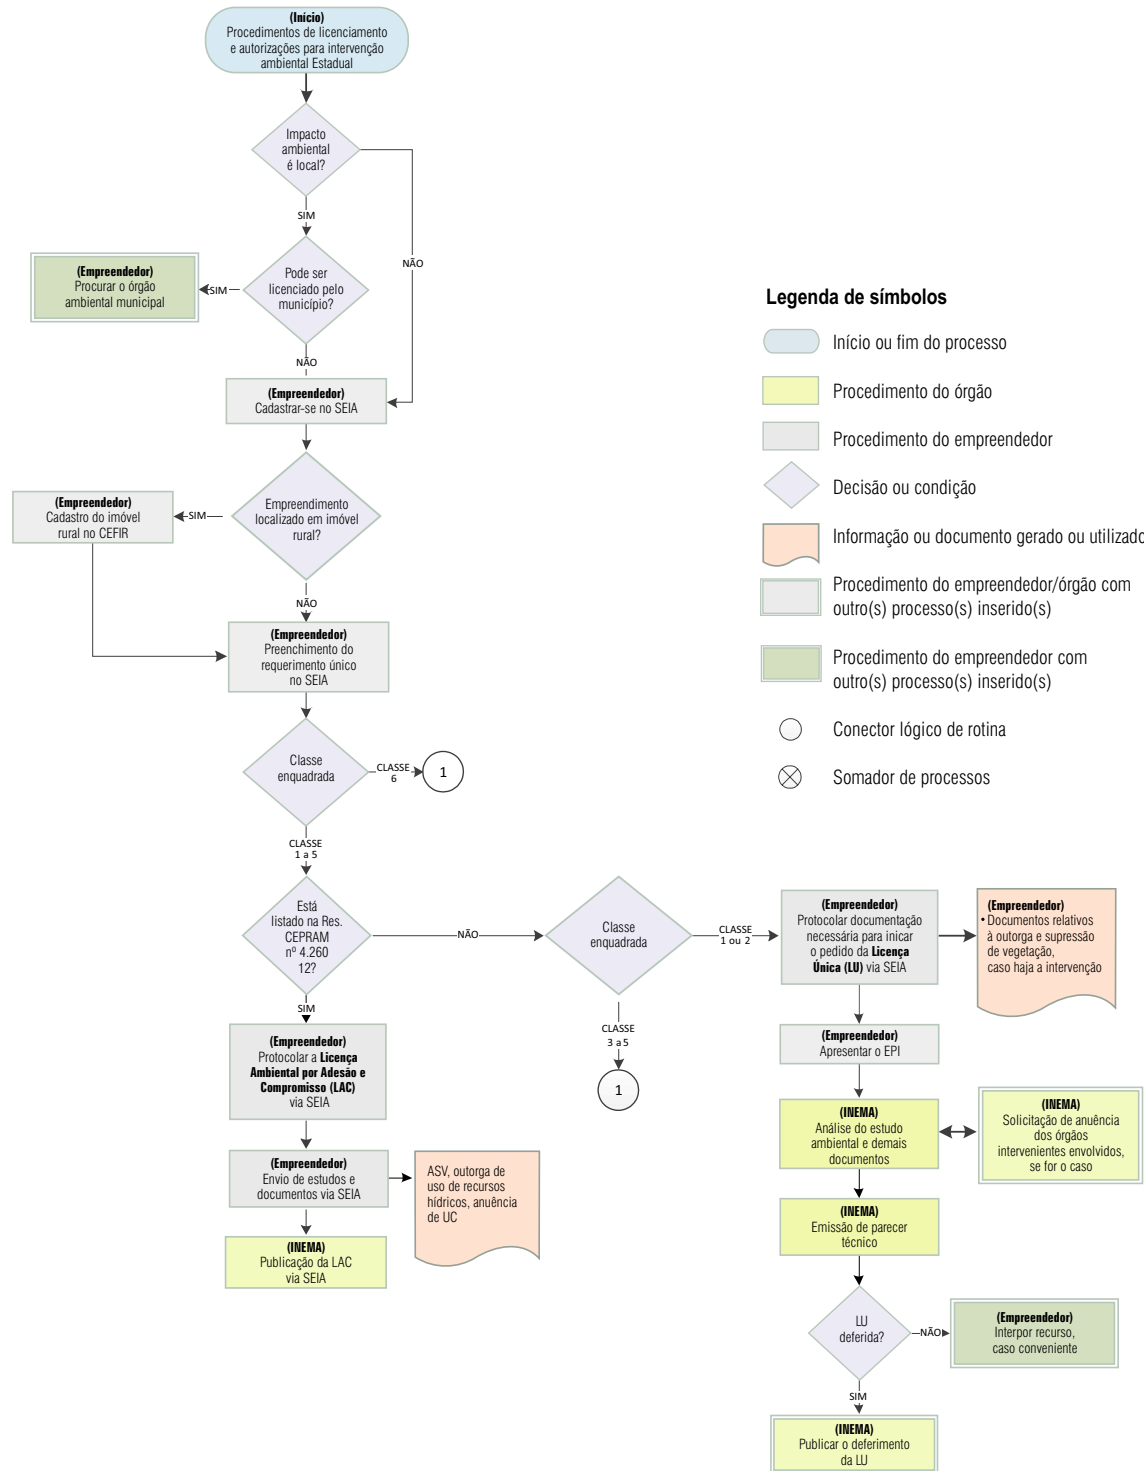 (Início)
Procedimentos de licenciamento
e autorizações para intervenção
ambiental Estadual
Impacto
ambiental
é local?
SIM
NÃO
(Empreendedor)
Procurar o órgão
ambiental municipal
SIM
Pode ser
licenciado pelo
município?
NÃO
(Empreendedor)
Cadastrar-se no SEIA
(Empreendedor)
Cadastro do imóvel
rural no CEFIR
SIM
Empreendimento
localizado em imóvel
rural?
NÃO
(Empreendedor)
Preenchimento do
requerimento único
no SEIA
Classe
enquadrada
CLASSE
6
1
CLASSE
1 a 5
Está
listado na Res.
CEPRAM
nº 4.260
12?
NÃO
SIM
(Empreendedor)
Protocolar a Licença
Ambiental por Adesão e
Compromisso (LAC)
via SEIA
(Empreendedor)
Envio de estudos e
documentos via SEIA
ASV, outorga de
uso de recursos
hídricos, anuência
de UC
(INEMA)
Publicação da LAC
via SEIA
Classe
enquadrada
CLASSE
1 ou 2
CLASSE
3 a 5
1
(Empreendedor)
Protocolar documentação
necessária para inicar
o pedido da Licença
Única (LU) via SEIA
(Empreendedor)
• Documentos relativos
à outorga e supressão
de vegetação,
caso haja a intervenção
(Empreendedor)
Apresentar o EPI
(INEMA)
Análise do estudo
ambiental e demais
documentos
(INEMA)
Solicitação de anuência
dos órgãos
intervenientes envolvidos,
se for o caso
(INEMA)
Emissão de parecer
técnico
LU
deferida?
NÃO
(Empreendedor)
Interpor recurso,
caso conveniente
SIM
(INEMA)
Publicar o deferimento
da LU
Legenda de símbolos
Início ou fim do processo
Procedimento do órgão
Procedimento do empreendedor
Decisão ou condição
Informação ou documento gerado ou utilizado
Procedimento do empreendedor/órgão com
outro(s) processo(s) inserido(s)
Procedimento do empreendedor com
outro(s) processo(s) inserido(s)
Conector lógico de rotina
Somador de processos